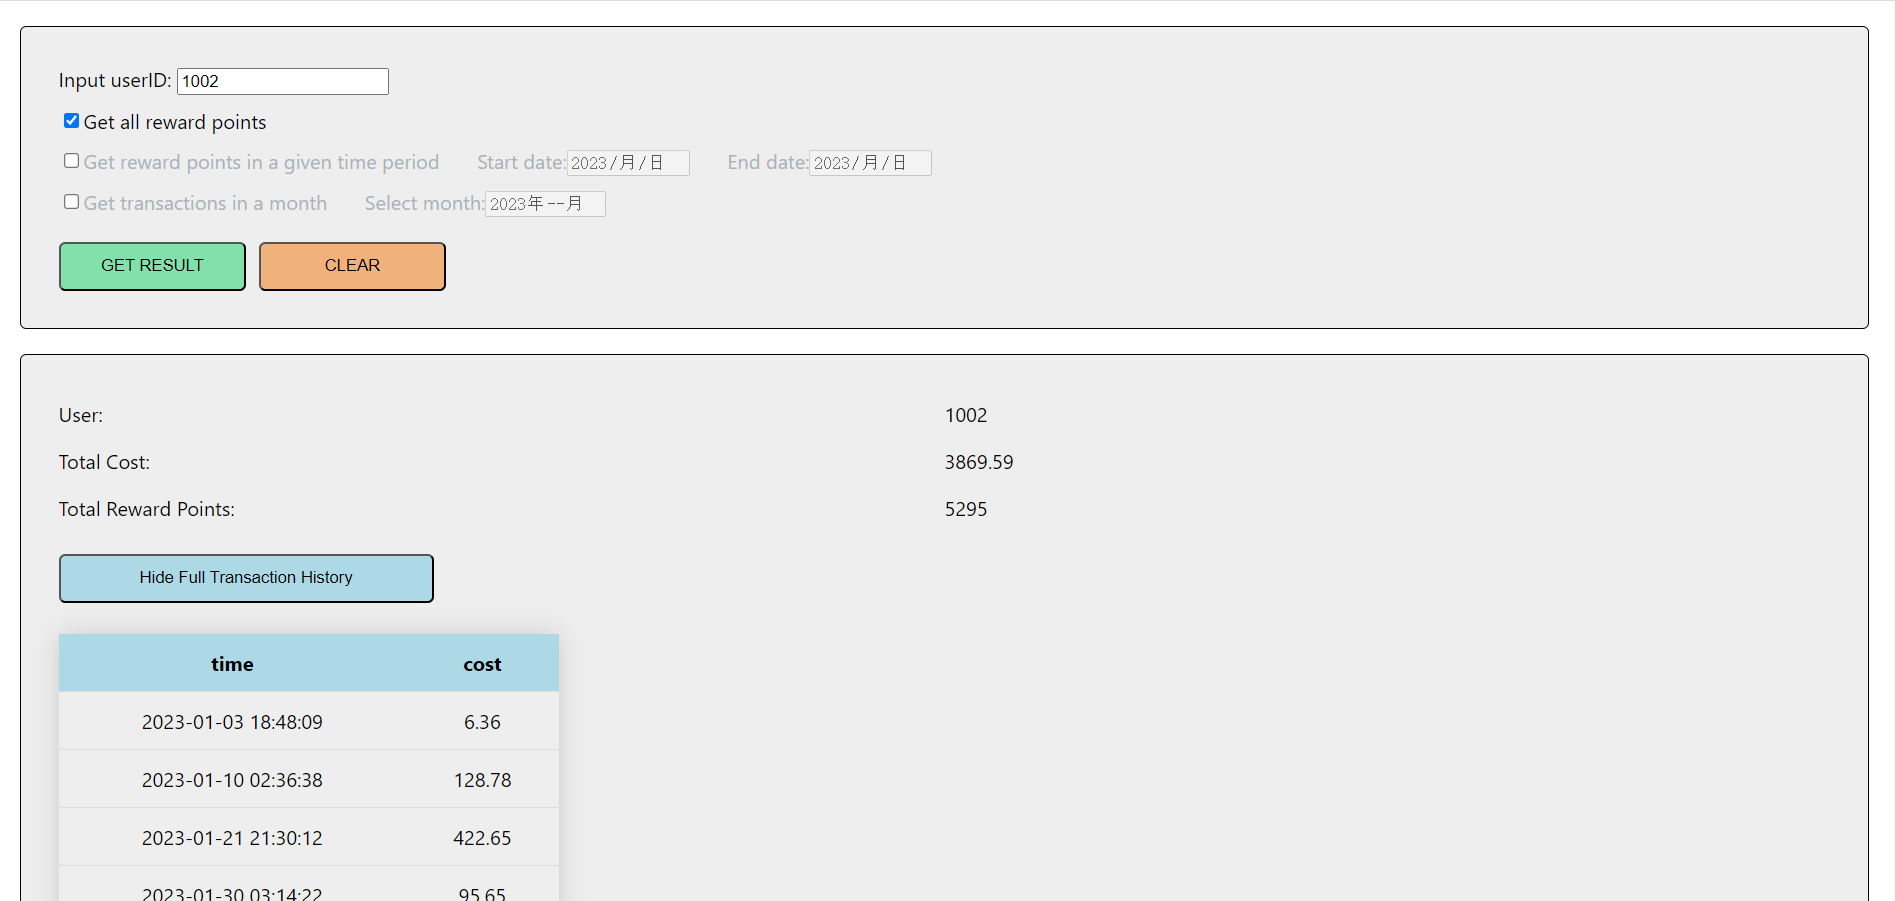 Input userID: 1002
Get all reward points
Get reward points in a given time period Start date: 2023/月/日 End date: 2023/月/日
Get transactions in a month Select month: 2023年--月
GET RESULT CLEAR
User: 1002
Total Cost: 3869.59
Total Reward Points: 5295
Hide Full Transaction History
time cost
2023-01-03 18:48:09 6.36
2023-01-10 02:36:38 128.78
2023-01-21 21:30:12 422.65
2023-01-30 03:14:22 95.65